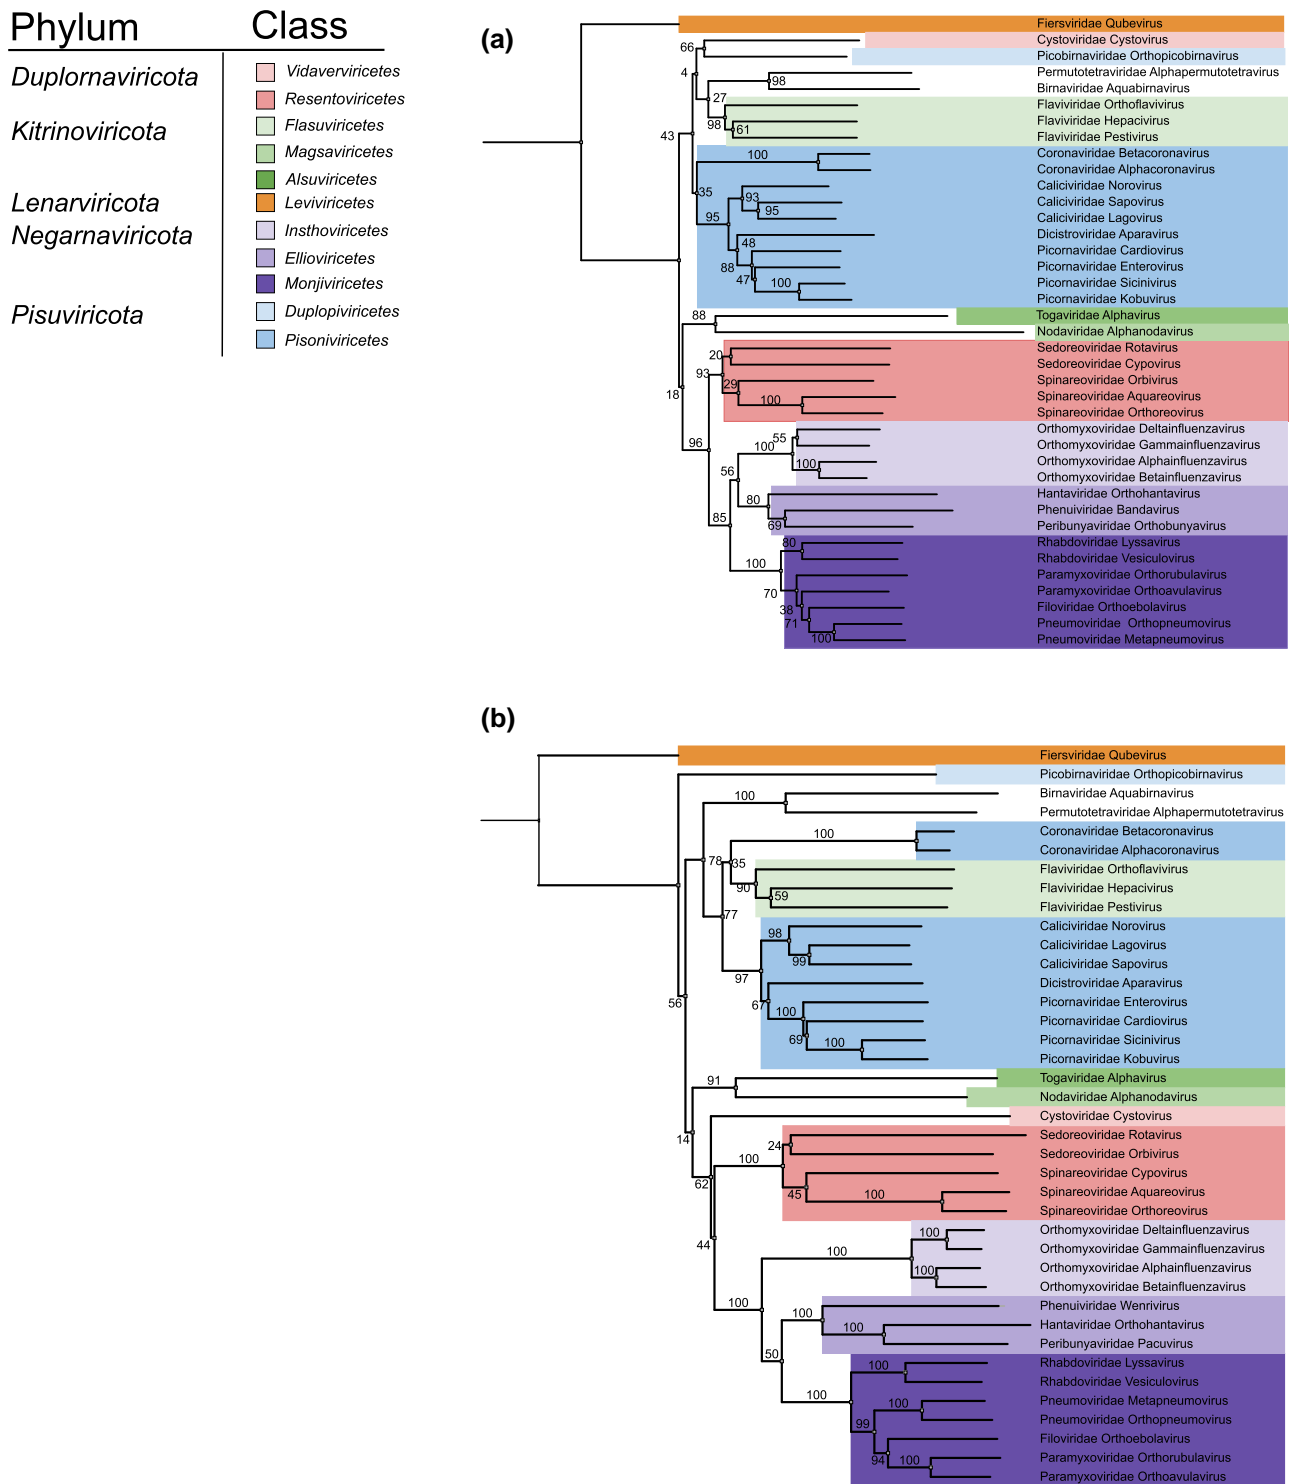 Phylum Class
Duplornaviricota
Vidaverviricetes
Resentoviricetes
Kitrinoviricota
Flasuviricetes
Magsaviricetes
Alsuviricetes
Lenarviricota
Leviviricetes
Negarnaviricota
Insthoviricetes
Ellioviricetes
Monjiviricetes
Pisuviricota
Duplopiviricetes
Pisoniviricetes
(a)
Fiersviridae Qubevirus
Cystoviridae Cystovirus
66
Picobirnaviridae Orthopicobirnavirus
4
Permutotetraviridae Alphapermutotetravirus
98
Birnaviridae Aquabirnavirus
27
Flaviviridae Orthoflavivirus
98
Flaviviridae Hepacivirus
61
Flaviviridae Pestivirus
43
100
Coronaviridae Betacoronavirus
Coronaviridae Alphacoronavirus
35
Caliciviridae Norovirus
93
Caliciviridae Sapovirus
95
Caliciviridae Lagovirus
95
Dicistroviridae Aparavirus
48
Picornaviridae Cardiovirus
88
Picornaviridae Enterovirus
47
100
Picornaviridae Sicinivirus
Picornaviridae Kobuvirus
88
Togaviridae Alphavirus
Nodaviridae Alphanodavirus
18
Sedoreoviridae Rotavirus
20
Sedoreoviridae Cypovirus
93
29
Spinareoviridae Orbivirus
100
Spinareoviridae Aquareovirus
Spinareoviridae Orthoreovirus
96
Orthomyxoviridae Deltainfluenzavirus
55
100
Orthomyxoviridae Gammainfluenzavirus
100
Orthomyxoviridae Alphainfluenzavirus
56
Orthomyxoviridae Betainfluenzavirus
80
Hantaviridae Orthohantavirus
Phenuiviridae Bandavirus
69
Peribunyaviridae Orthobunyavirus
85
80
Rhabdoviridae Lyssavirus
Rhabdoviridae Vesiculovirus
100
Paramyxoviridae Orthorubulavirus
70
Paramyxoviridae Orthoavulavirus
38
Filoviridae Orthoebolavirus
71
Pneumoviridae Orthopneumovirus
100
Pneumoviridae Metapneumovirus
(b)
Fiersviridae Qubevirus
Picobirnaviridae Orthopicobirnavirus
100
Birnaviridae Aquabirnavirus
Permutotetraviridae Alphapermutotetravirus
100
Coronaviridae Betacoronavirus
Coronaviridae Alphacoronavirus
78
35
Flaviviridae Orthoflavivirus
90
Flaviviridae Hepacivirus
59
Flaviviridae Pestivirus
77
98
Caliciviridae Norovirus
Caliciviridae Lagovirus
99
Caliciviridae Sapovirus
97
Dicistroviridae Aparavirus
67
100
Picornaviridae Enterovirus
Picornaviridae Cardiovirus
69
100
Picornaviridae Sicinivirus
Picornaviridae Kobuvirus
56
91
Togaviridae Alphavirus
Nodaviridae Alphanodavirus
14
Cystoviridae Cystovirus
Sedoreoviridae Rotavirus
24
Sedoreoviridae Orbivirus
100
Spinareoviridae Cypovirus
62
45
100
Spinareoviridae Aquareovirus
Spinareoviridae Orthoreovirus
44
100
Orthomyxoviridae Deltainfluenzavirus
Orthomyxoviridae Gammainfluenzavirus
100
100
Orthomyxoviridae Alphainfluenzavirus
Orthomyxoviridae Betainfluenzavirus
100
100
Phenuiviridae Wenrivirus
100
Hantaviridae Orthohantavirus
Peribunyaviridae Pacuvirus
50
100
Rhabdoviridae Lyssavirus
Rhabdoviridae Vesiculovirus
100
100
Pneumoviridae Metapneumovirus
Pneumoviridae Orthopneumovirus
99
Filoviridae Orthoebolavirus
94
100
Paramyxoviridae Orthorubulavirus
Paramyxoviridae Orthoavulavirus